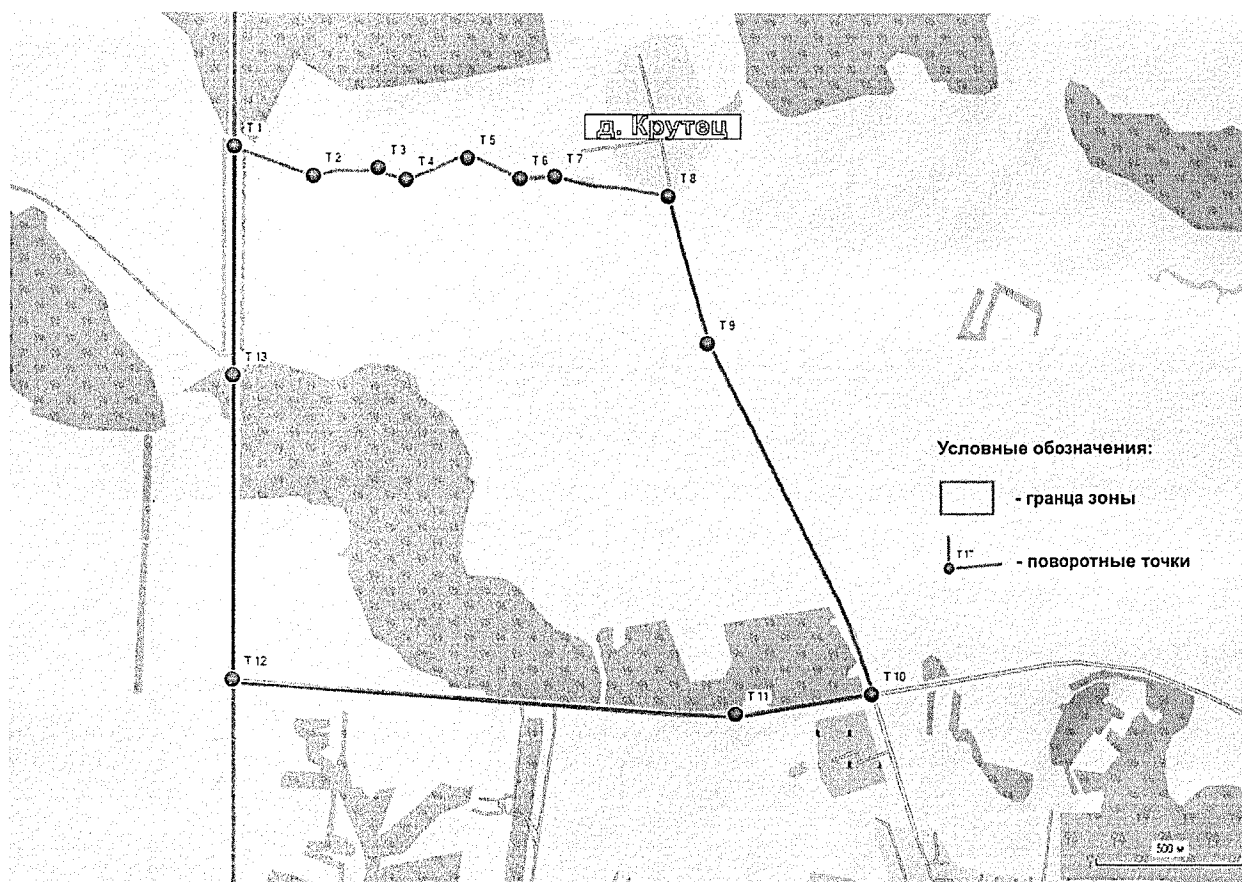 Т 1
д. Крутец
Т 2
Т 3
Т 4
Т 5
Т 6
Т 7
Т 8
Т 9
Т 13
Условные обозначения:
- гранца зоны
Т 1
- поворотные точки
Т 12
Т 11
Т 10
500 м